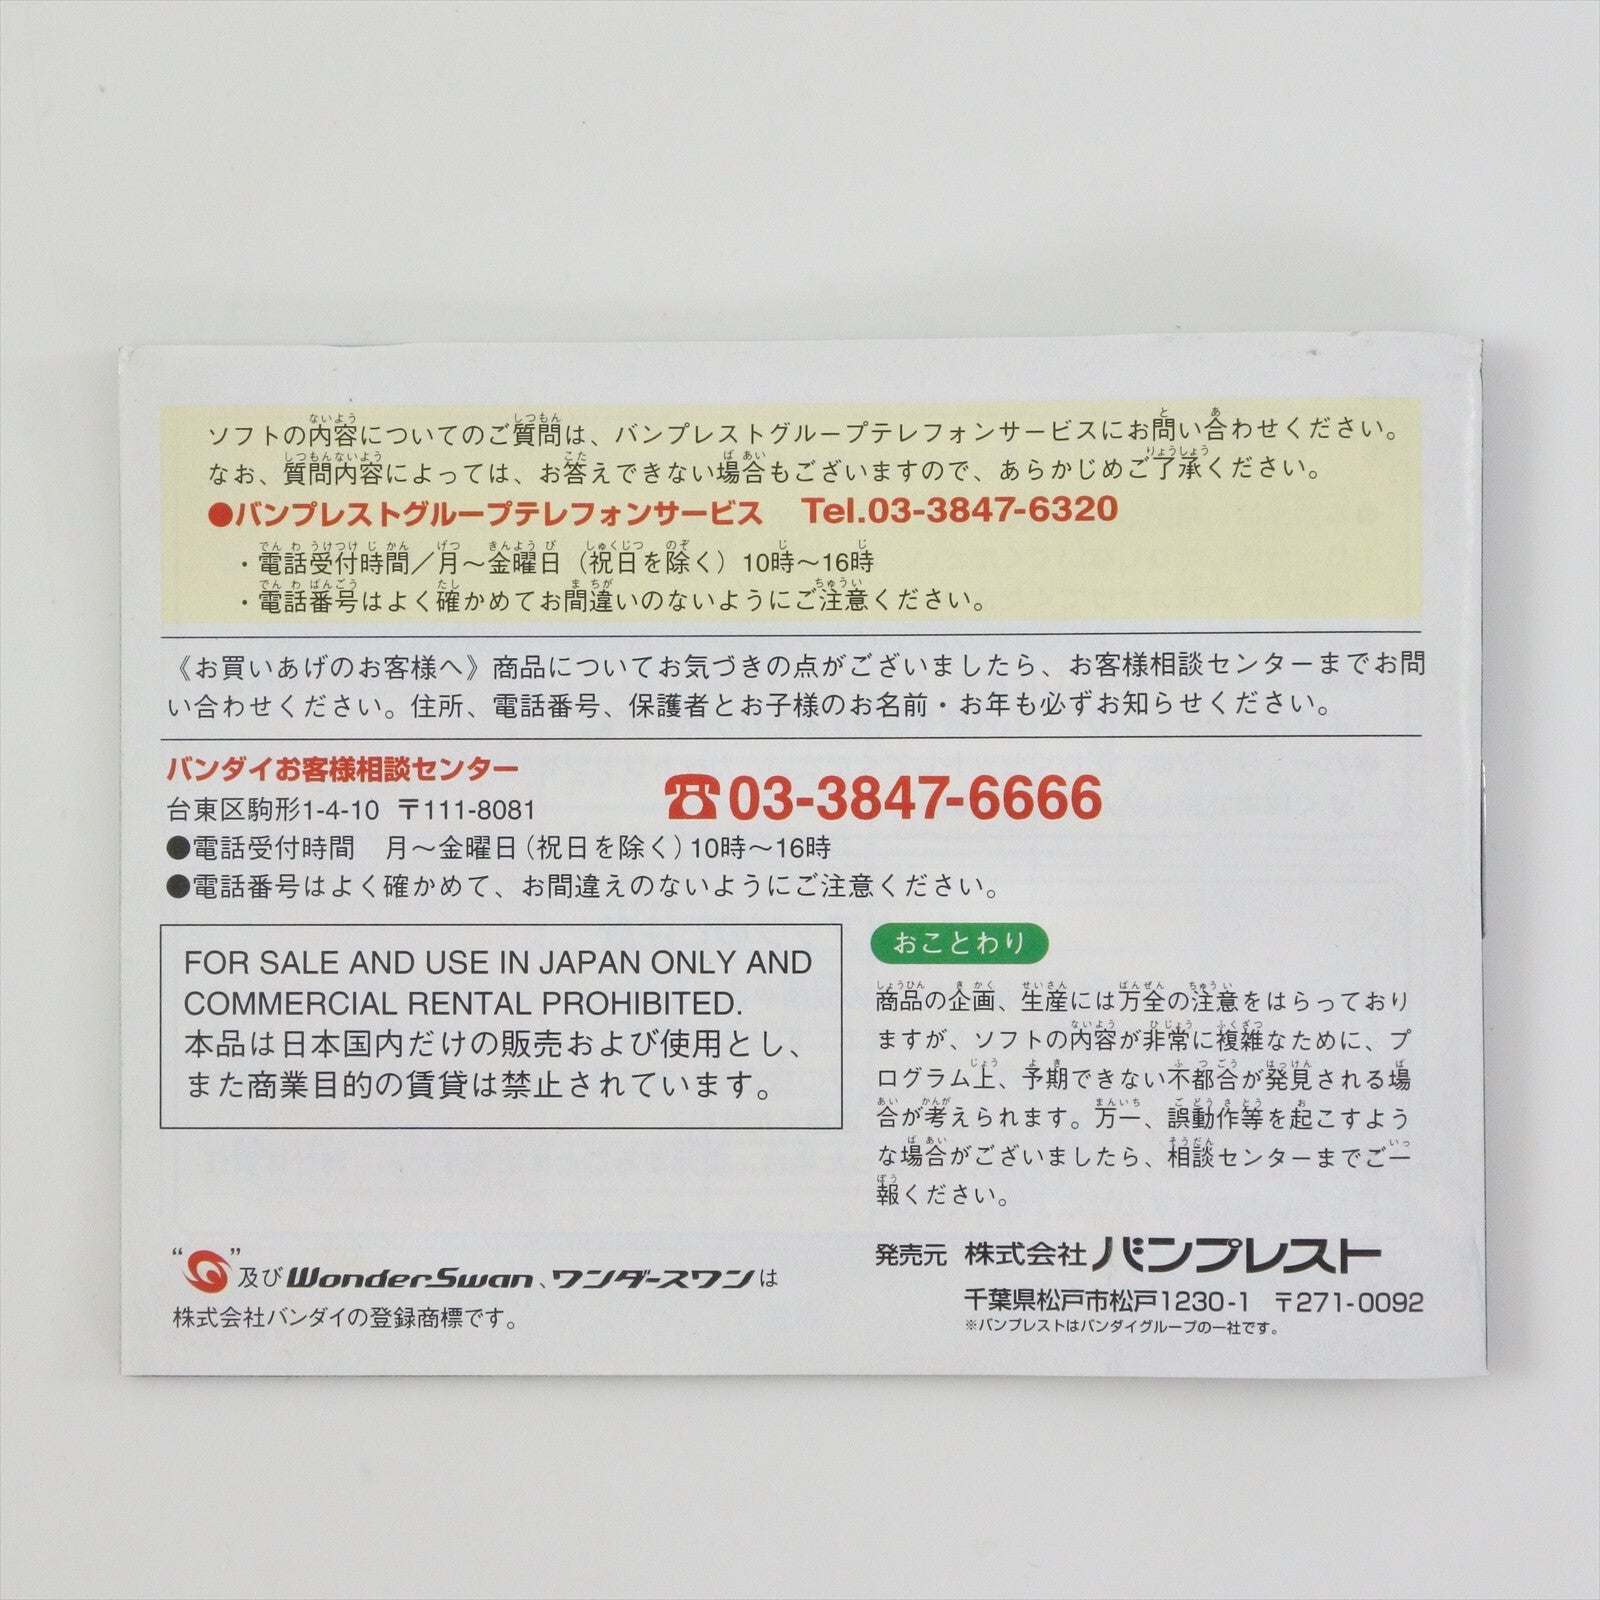 ソフトの内容についてのご質問は、バンプレストグループテレフォンサービスにお問い合わせください。
なお、質問内容によっては、お答えできない場合もございますので、あらかじめご了承ください。
●バンプレストグループテレフォンサービス Tel.03-3847-6320
・電話受付時間／月～金曜日（祝日を除く）10時～16時
・電話番号はよく確かめてお間違いのないようにご注意ください。
《お買いあげのお客様へ》商品についてお気づきの点がございましたら、お客様相談センターまでお問
い合わせください。住所、電話番号、保護者とお子様のお名前・お年も必ずお知らせください。
バンダイお客様相談センター
台東区駒形1-4-10 〒111-8081
☎03-3847-6666
●電話受付時間 月～金曜日（祝日を除く）10時～16時
●電話番号はよく確かめて、お間違えのないようにご注意ください。
FOR SALE AND USE IN JAPAN ONLY AND
COMMERCIAL RENTAL PROHIBITED.
本品は日本国内だけの販売および使用とし、
また商業目的の賃貸は禁止されています。
“ ”及びWonderSwan、ワンダースワンは
株式会社バンダイの登録商標です。
おことわり
商品の企画、生産には万全の注意をはらっており
ますが、ソフトの内容が非常に複雑なために、プ
ログラム上、予期できない不都合が発見される場
合が考えられます。万一、誤動作等を起こすよう
な場合がございましたら、相談センターまでご一
報ください。
発売元 株式会社バンプレスト
千葉県松戸市松戸1230-1 〒271-0092
※バンプレストはバンダイグループの一社です。